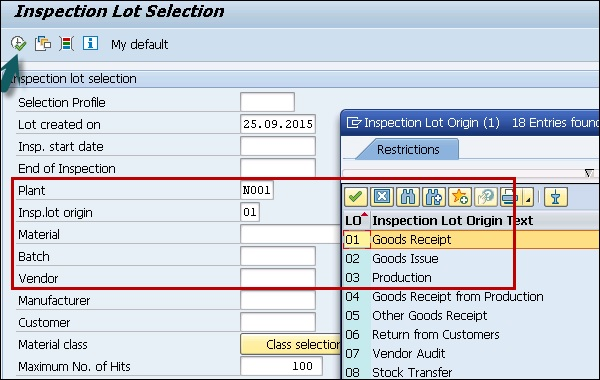 Inspection Lot Selection
My default
Inspection lot selection
Selection Profile
Lot created on 25.09.2015
Insp. start date
End of Inspection
Plant N001
Insp.lot origin 01
Material
Batch
Vendor
Manufacturer
Customer
Material class Class selection
Maximum No. of Hits 100
Inspection Lot Origin (1) 18 Entries found
Restrictions
LO Inspection Lot Origin Text
01 Goods Receipt
02 Goods Issue
03 Production
04 Goods Receipt from Production
05 Other Goods Receipt
06 Return from Customers
07 Vendor Audit
08 Stock Transfer